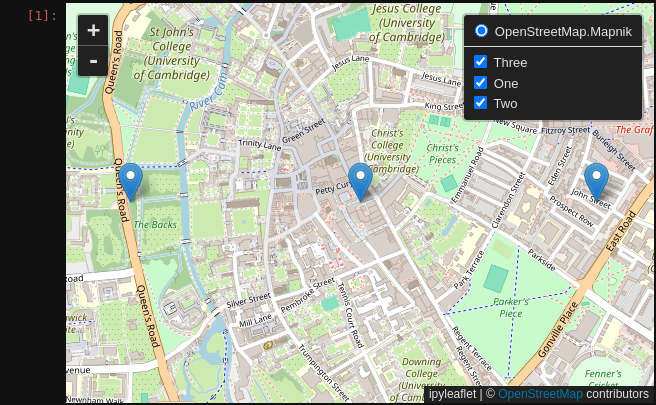 [1]:
+
-
OpenStreetMap.Mapnik
Three
One
Two
Queen's Road
St John's
College
(University
of Cambridge)
River Cam
Jesus College
(University
of Cambridge)
Jesus Lane
Jesus Lane
King Street
New Square
Fitzroy Street
The Graf
Burleigh Street
Green Street
Trinity Lane
Christ's
College
(University
of Cambridge)
Christ's
Pieces
Emmanuel Road
Eden Street
Clarendon Street
John Street
Prospect Row
Queen's Road
Petty Cury
The Backs
East Road
Parkside
Park Terrace
Road
Queen's Road
Silver Street
Pembroke Street
Mill Lane
Tennis Court Road
Parker's
Piece
Gonville Place
Regent Terrace
Regent Street
Trumpington Street
Downing
College
(University
of Cambridge)
Fenner's
Cricket
venue
Newnham Walk
ipyleaflet | © OpenStreetMap contributors